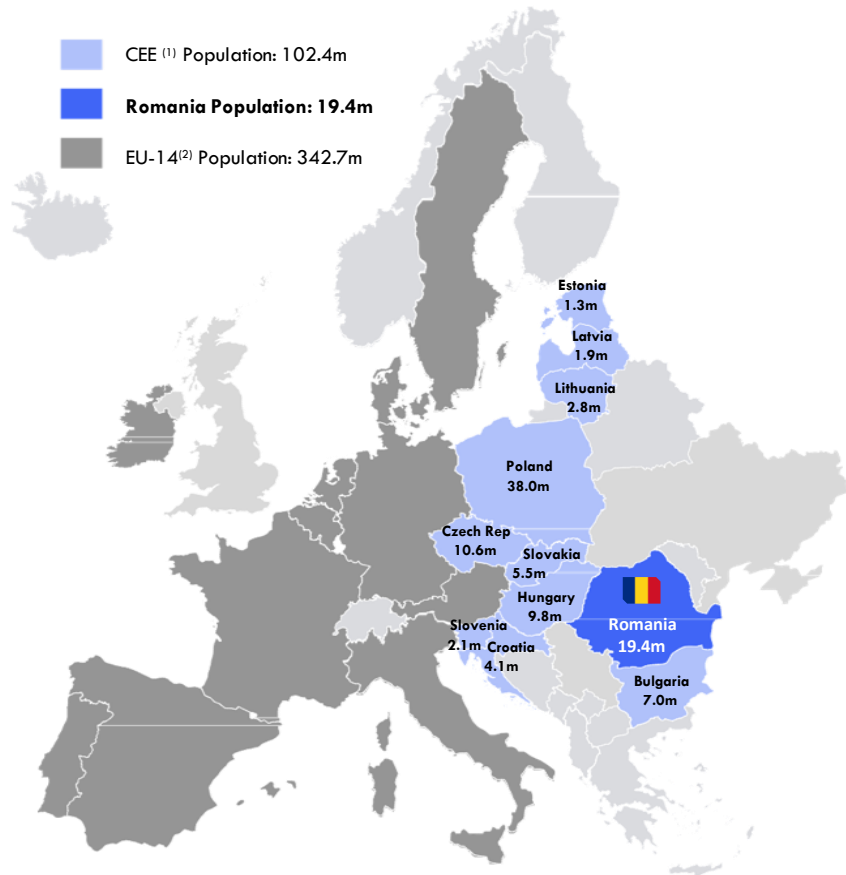 CEE (1) Population: 102.4m
Romania Population: 19.4m
EU-14(2) Population: 342.7m
Estonia
1.3m
Latvia
1.9m
Lithuania
2.8m
Poland
38.0m
Czech Rep
10.6m
Slovakia
5.5m
Hungary
9.8m
Slovenia
2.1m
Croatia
4.1m
Romania
19.4m
Bulgaria
7.0m